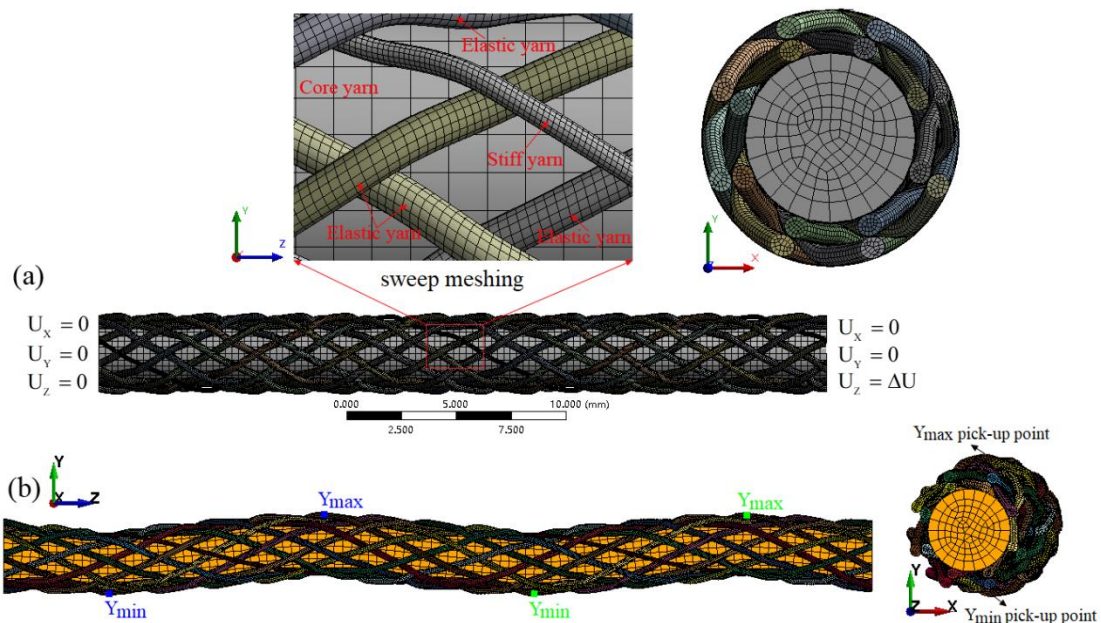 Elastic yarn
Core yarn
Stiff yarn
Elastic yarn
Elastic yarn
Y
Z
Y
X
sweep meshing
(a)
U_X = 0
U_Y = 0
U_Z = 0
U_X = 0
U_Y = 0
U_Z = ΔU
0.000 5.000 10.000 (mm)
2.500 7.500
Y
X Z
(b)
Ymax
Ymax
Ymin
Ymin
Ymax pick-up point
Y
Z X
Ymin pick-up point